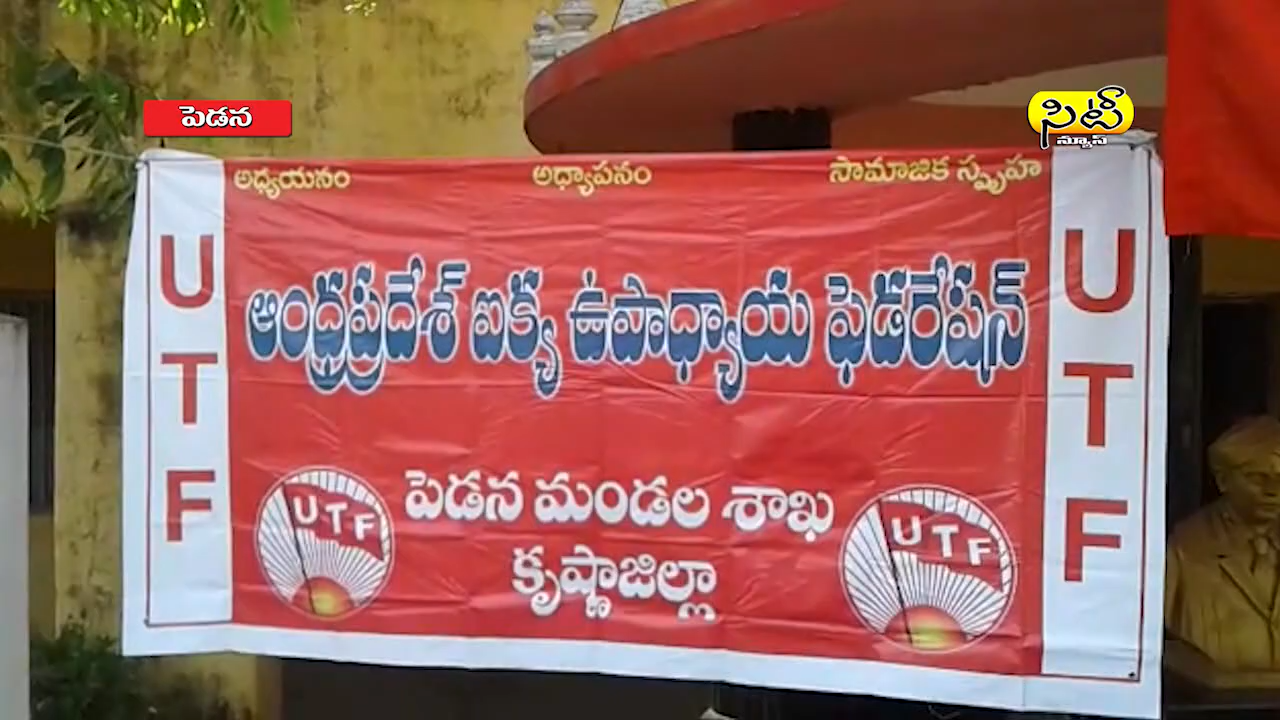 పెడన
సిటీ
న్యూస్
అధ్యయనం అధ్యాపనం సామాజిక స్పృహ
UTF
ఆంధ్రప్రదేశ్ ఐక్య ఉపాధ్యాయ ఫెడరేషన్
UTF
UTF
పెడన మండల శాఖ
UTF
కృష్ణాజిల్లా